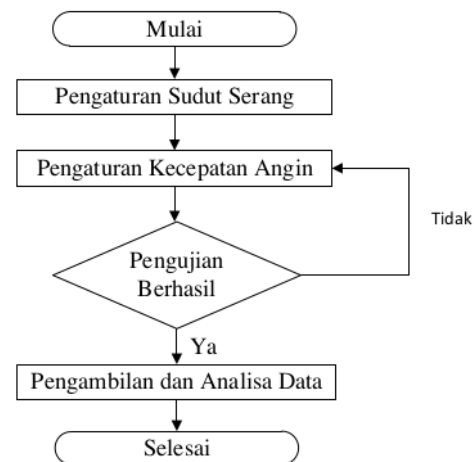 Mulai
Pengaturan Sudut Serang
Pengaturan Kecepatan Angin
Tidak
Pengujian
Berhasil
Ya
Pengambilan dan Analisa Data
Selesai